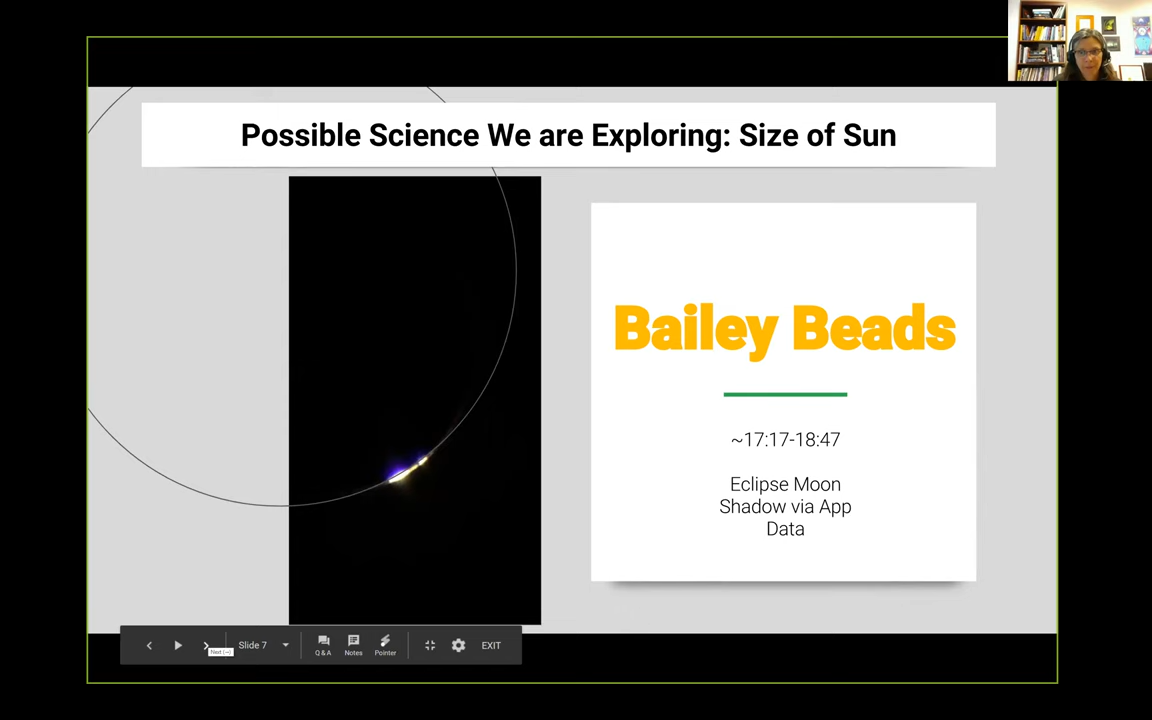 Possible Science We are Exploring: Size of Sun
Bailey Beads
~17:17-18:47
Eclipse Moon
Shadow via App
Data
Slide 7
Q & A
Notes
Pointer
EXIT
Next (→)